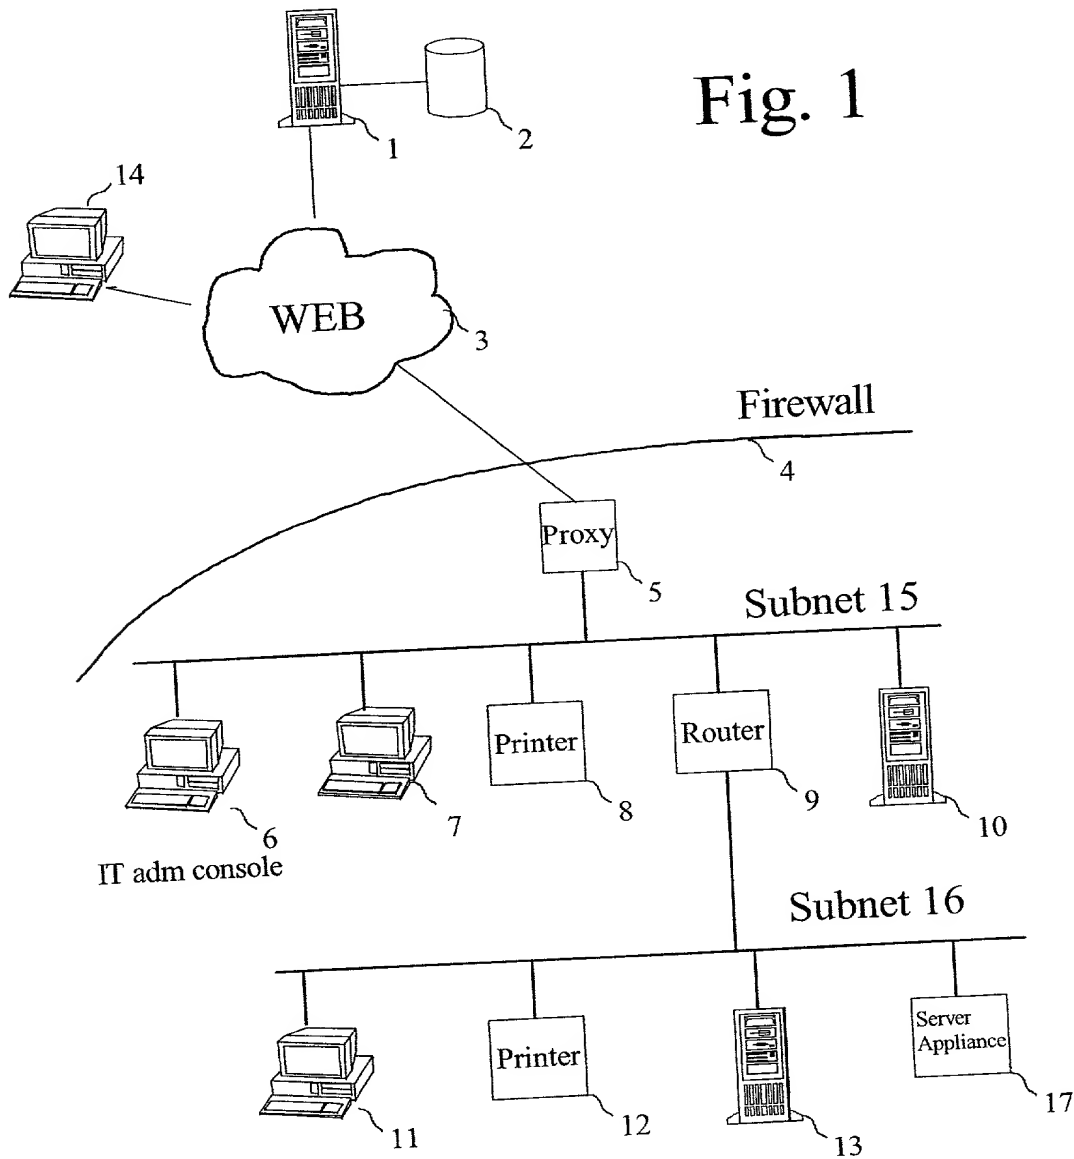 Fig. 1
1
2
14
WEB
3
Firewall
4
Proxy
5
Subnet 15
Printer
Router
6
7
8
9
10
IT adm console
Subnet 16
Server
Appliance
Printer
11
12
13
17